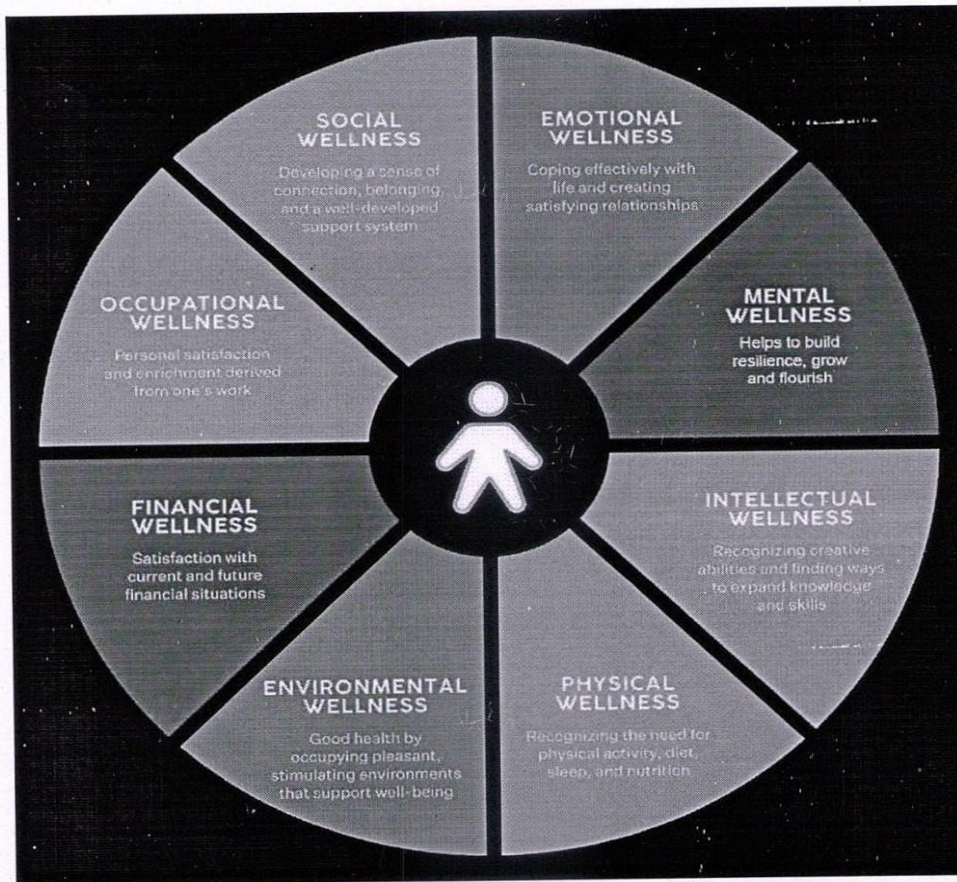 SOCIAL
WELLNESS
Developing a sense of
connection, belonging,
and a well-developed
support system
EMOTIONAL
WELLNESS
Coping effectively with
life and creating
satisfying relationships
MENTAL
WELLNESS
Helps to build
resilience, grow
and flourish
INTELLECTUAL
WELLNESS
Recognizing creative
abilities and finding ways
to expand knowledge
and skills
PHYSICAL
WELLNESS
Recognizing the need for
physical activity, diet,
sleep, and nutrition
ENVIRONMENTAL
WELLNESS
Good health by
occupying pleasant,
stimulating environments
that support well-being
FINANCIAL
WELLNESS
Satisfaction with
current and future
financial situations
OCCUPATIONAL
WELLNESS
Personal satisfaction
and enrichment derived
from one's work